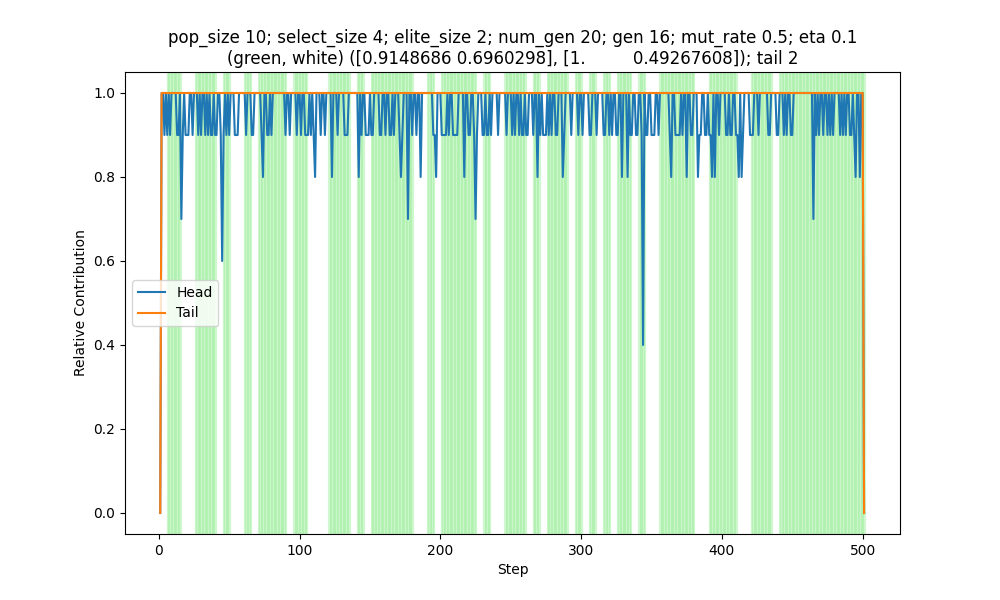 pop_size 10; select_size 4; elite_size 2; num_gen 20; gen 16; mut_rate 0.5; eta 0.1
(green, white) ([0.9148686 0.6960298], [1.          0.49267608]); tail 2
1.0
0.8
0.6
0.4
0.2
0.0
Relative Contribution
Head
Tail
0 100 200 300 400 500
Step